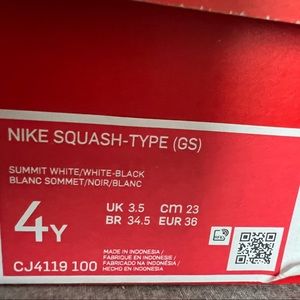 NIKE SQUASH-TYPE (GS)
SUMMIT WHITE/WHITE-BLACK
BLANC SOMMET/NOIR/BLANC
4Y
UK 3.5 cm 23
BR 34.5 EUR 36
MADE IN INDONESIA /
FABRIQUÉ EN INDONÉSIE /
FABRICADO NA INDONÉSIA /
HECHO EN INDONESIA
CJ4119 100